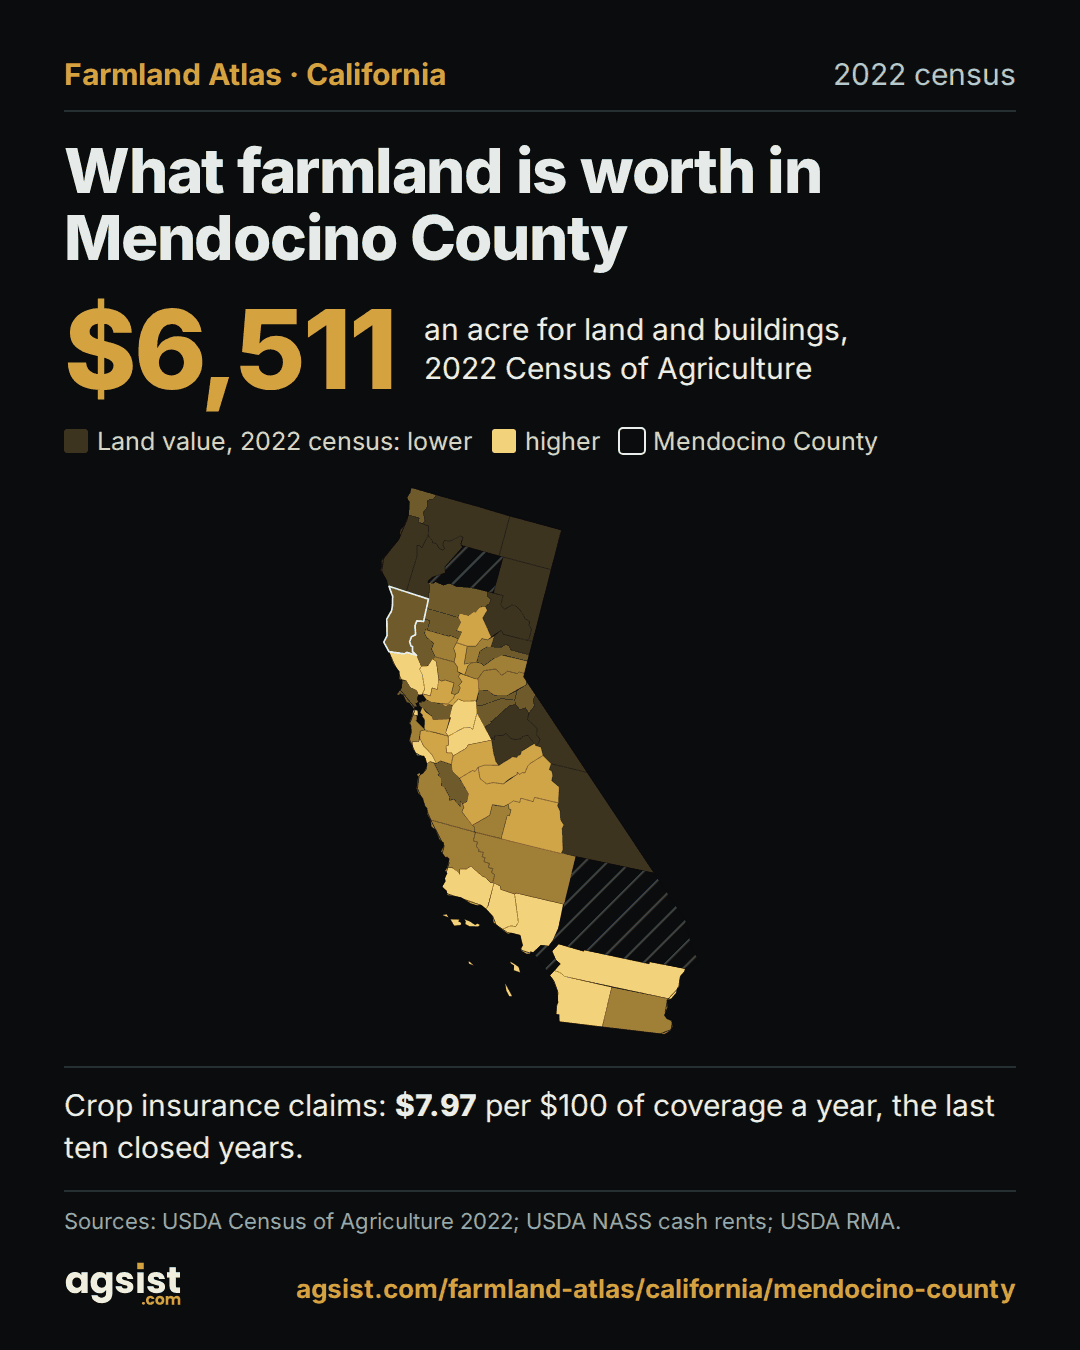 Farmland Atlas · California
2022 census
What farmland is worth in
Mendocino County
$6,511
an acre for land and buildings,
2022 Census of Agriculture
Land value, 2022 census: lower
higher
Mendocino County
Crop insurance claims: $7.97 per $100 of coverage a year, the last
ten closed years.
Sources: USDA Census of Agriculture 2022; USDA NASS cash rents; USDA RMA.
agsist
.com
agsist.com/farmland-atlas/california/mendocino-county